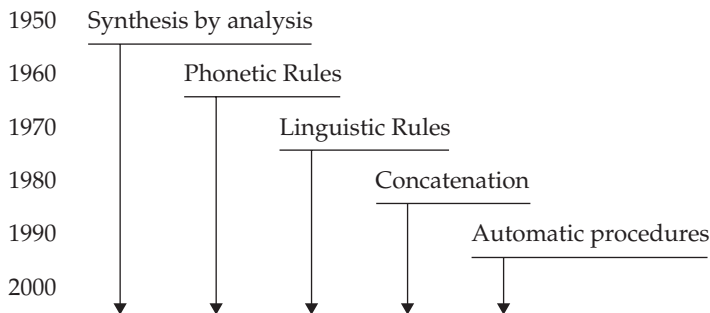 1950 Synthesis by analysis
1960 Phonetic Rules
1970 Linguistic Rules
1980 Concatenation
1990 Automatic procedures
2000